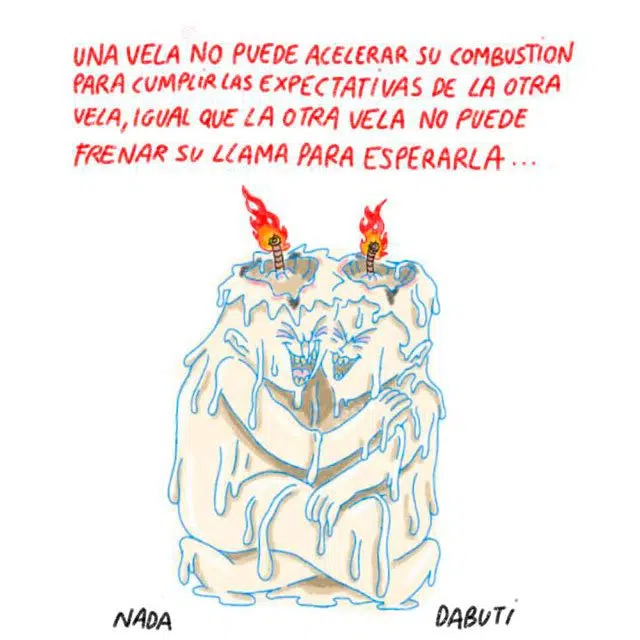 UNA VELA NO PUEDE ACELERAR SU COMBUSTION
PARA CUMPLIR LAS EXPECTATIVAS DE LA OTRA
VELA, IGUAL QUE LA OTRA VELA NO PUEDE
FRENAR SU LLAMA PARA ESPERARLA...
NADA DABUTI